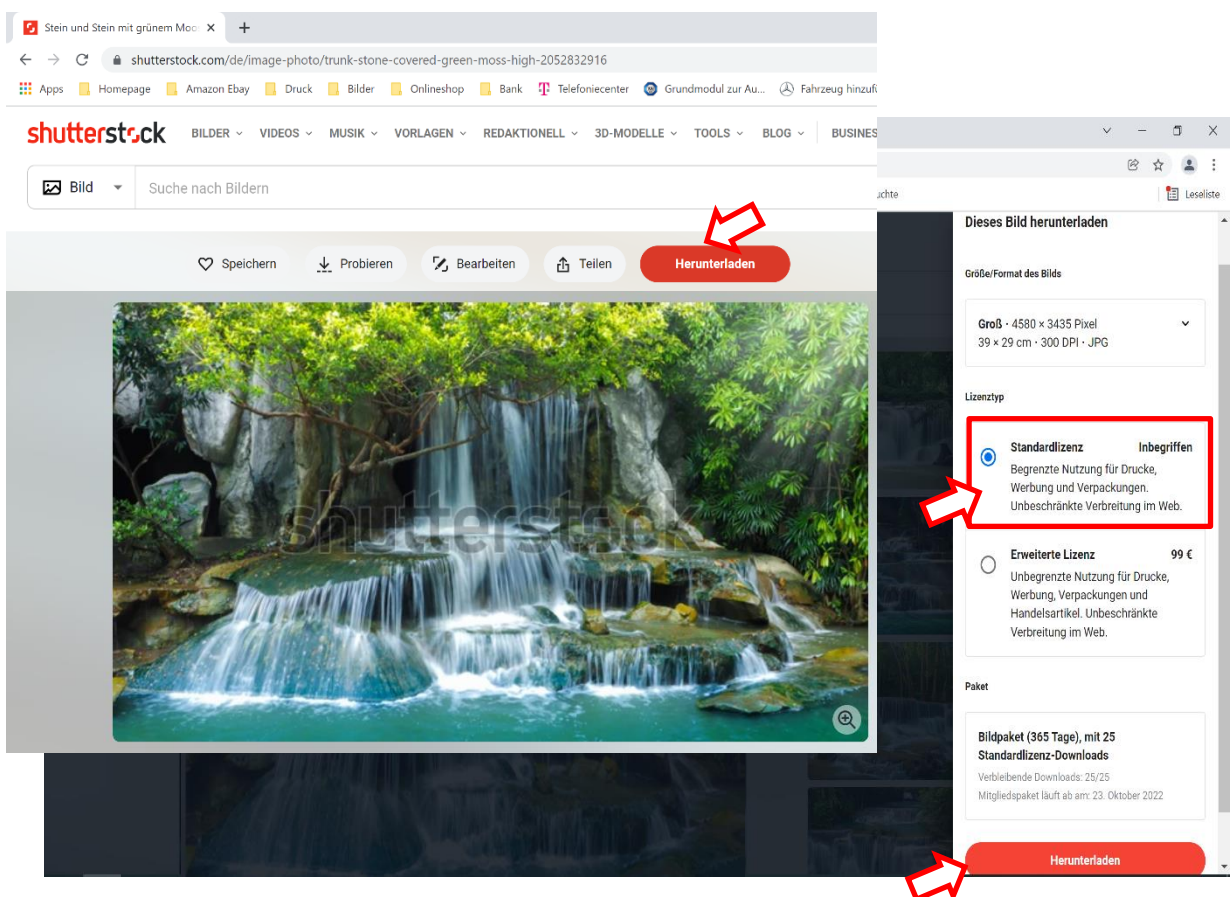 Stein und Stein mit grünem Moo
shutterstock.com/de/image-photo/trunk-stone-covered-green-moss-high-2052832916
Apps Homepage Amazon Ebay Druck Bilder Onlineshop Bank Telefoniecenter Grundmodul zur Au... Fahrzeug hinzufü
shutterstock BILDER VIDEOS MUSIK VORLAGEN REDAKTIONELL 3D-MODELLE TOOLS BLOG BUSINES
Bild Suche nach Bildern
Speichern Probieren Bearbeiten Teilen Herunterladen
shutterstock
uchte Leseliste
Dieses Bild herunterladen
Größe/Format des Bilds
Groß · 4580 × 3435 Pixel
39 × 29 cm · 300 DPI · JPG
Lizenztyp
Standardlizenz Inbegriffen
Begrenzte Nutzung für Drucke,
Werbung und Verpackungen.
Unbeschränkte Verbreitung im Web.
Erweiterte Lizenz 99 €
Unbegrenzte Nutzung für Drucke,
Werbung, Verpackungen und
Handelsartikel. Unbeschränkte
Verbreitung im Web.
Paket
Bildpaket (365 Tage), mit 25
Standardlizenz-Downloads
Verbleibende Downloads: 25/25
Mitgliedspaket läuft ab am: 23. Oktober 2022
Herunterladen